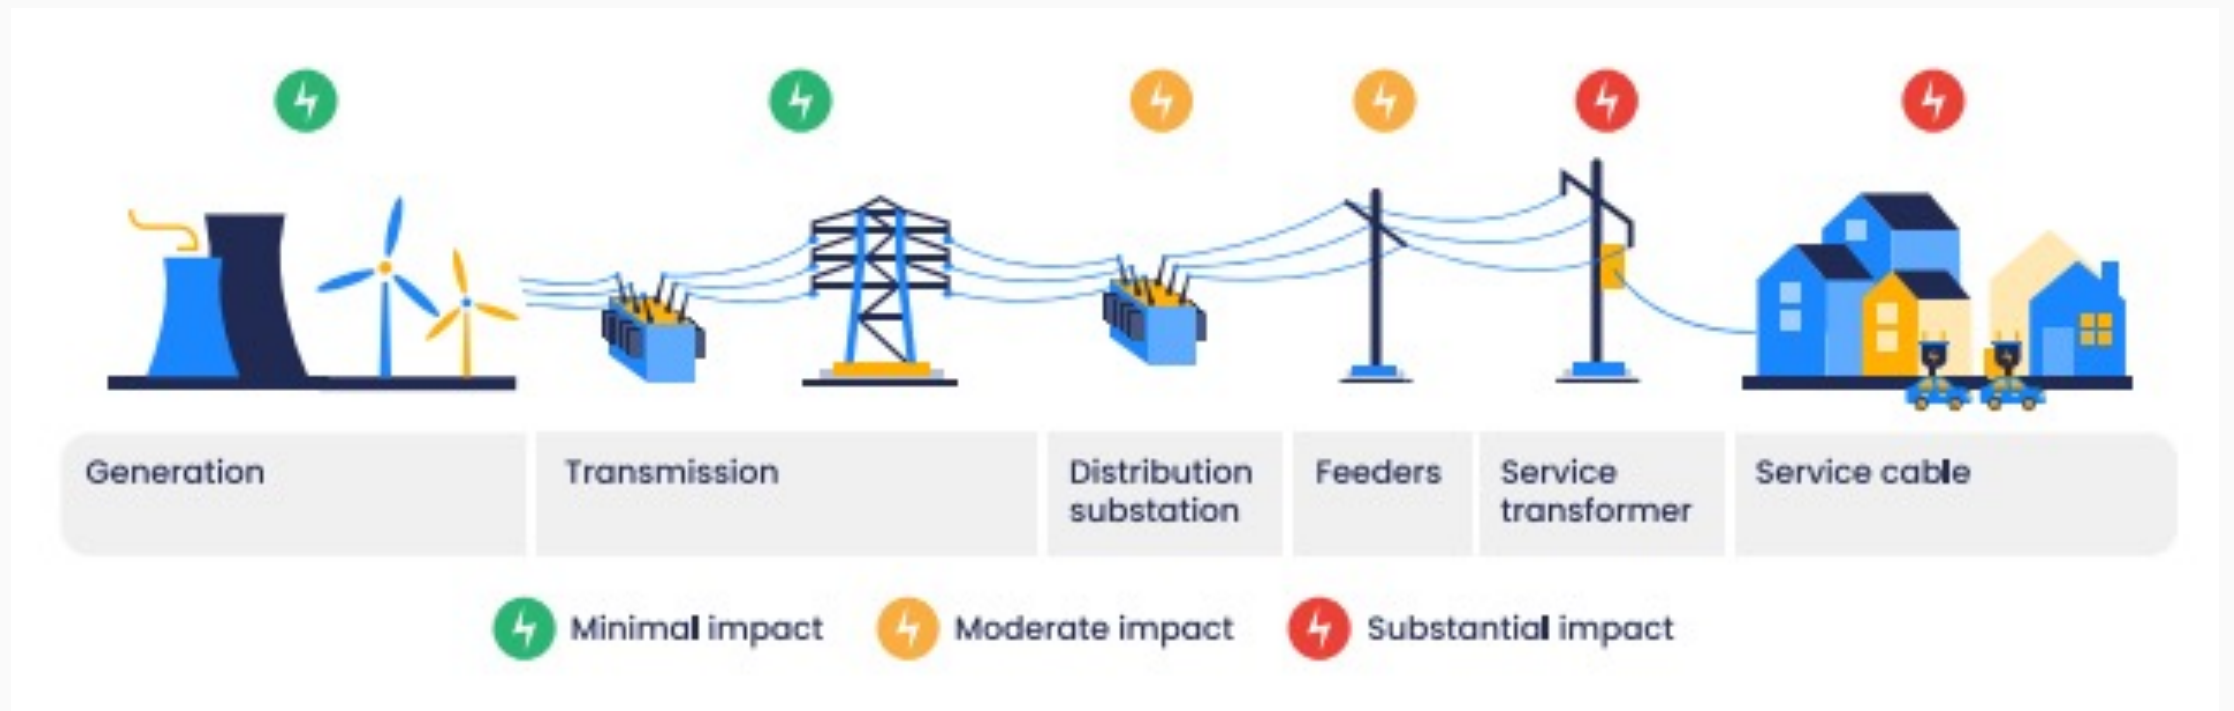 Generation
Transmission
Distribution
substation
Feeders
Service
transformer
Service cable
Minimal impact
Moderate impact
Substantial impact